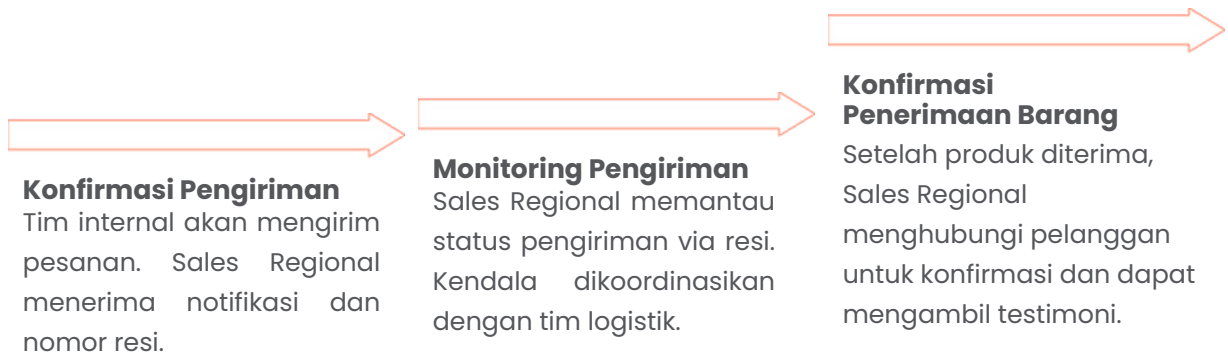 Konfirmasi Pengiriman
Tim internal akan mengirim
pesanan. Sales Regional
menerima notifikasi dan
nomor resi.
Monitoring Pengiriman
Sales Regional memantau
status pengiriman via resi.
Kendala dikoordinasikan
dengan tim logistik.
Konfirmasi
Penerimaan Barang
Setelah produk diterima,
Sales Regional
menghubungi pelanggan
untuk konfirmasi dan dapat
mengambil testimoni.